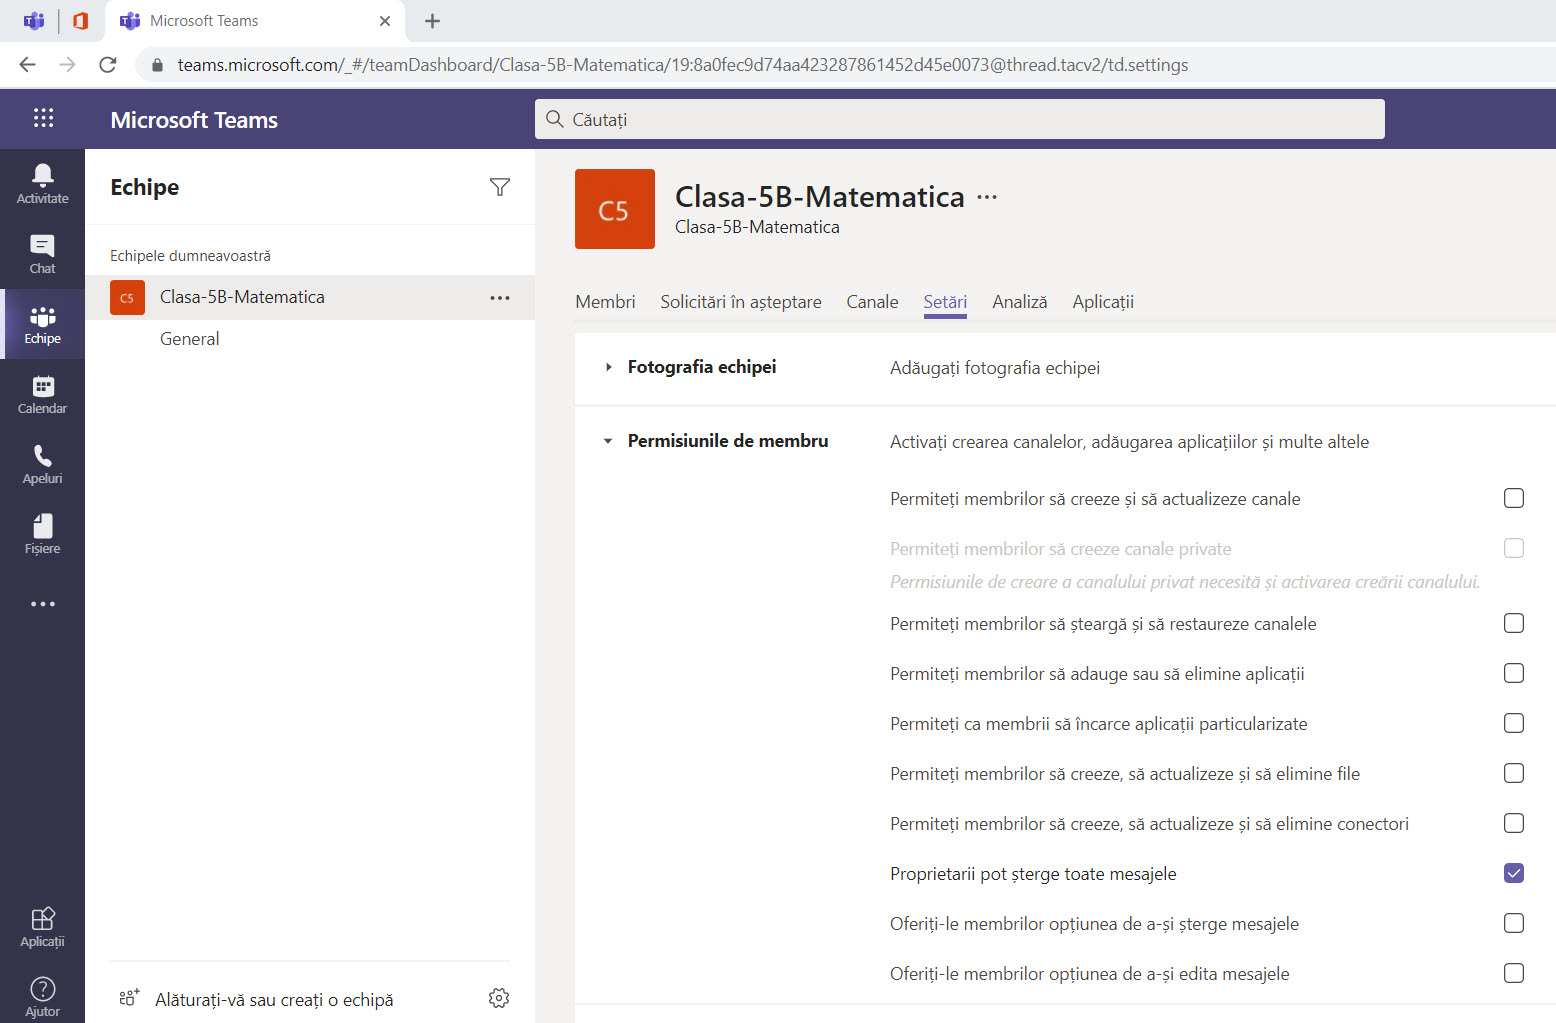 Microsoft Teams
teams.microsoft.com/_#/teamDashboard/Clasa-5B-Matematica/19:8a0fec9d74aa423287861452d45e0073@thread.tacv2/td.settings
Microsoft Teams
Căutați
Activitate
Chat
Echipe
Calendar
Apeluri
Fișiere
Aplicații
Ajutor
Echipe
Echipele dumneavoastră
C5
Clasa-5B-Matematica
General
Alăturați-vă sau creați o echipă
C5
Clasa-5B-Matematica
Clasa-5B-Matematica
Membri Solicitări în așteptare Canale Setări Analiză Aplicații
Fotografia echipei Adăugați fotografia echipei
Permisiunile de membru Activați crearea canalelor, adăugarea aplicațiilor și multe altele
Permiteți membrilor să creeze și să actualizeze canale
Permiteți membrilor să creeze canale private
Permisiunile de creare a canalului privat necesită și activarea creării canalului.
Permiteți membrilor să șteargă și să restaureze canalele
Permiteți membrilor să adauge sau să elimine aplicații
Permiteți ca membrii să încarce aplicații particularizate
Permiteți membrilor să creeze, să actualizeze și să elimine file
Permiteți membrilor să creeze, să actualizeze și să elimine conectori
Proprietarii pot șterge toate mesajele
Oferiți-le membrilor opțiunea de a-și șterge mesajele
Oferiți-le membrilor opțiunea de a-și edita mesajele